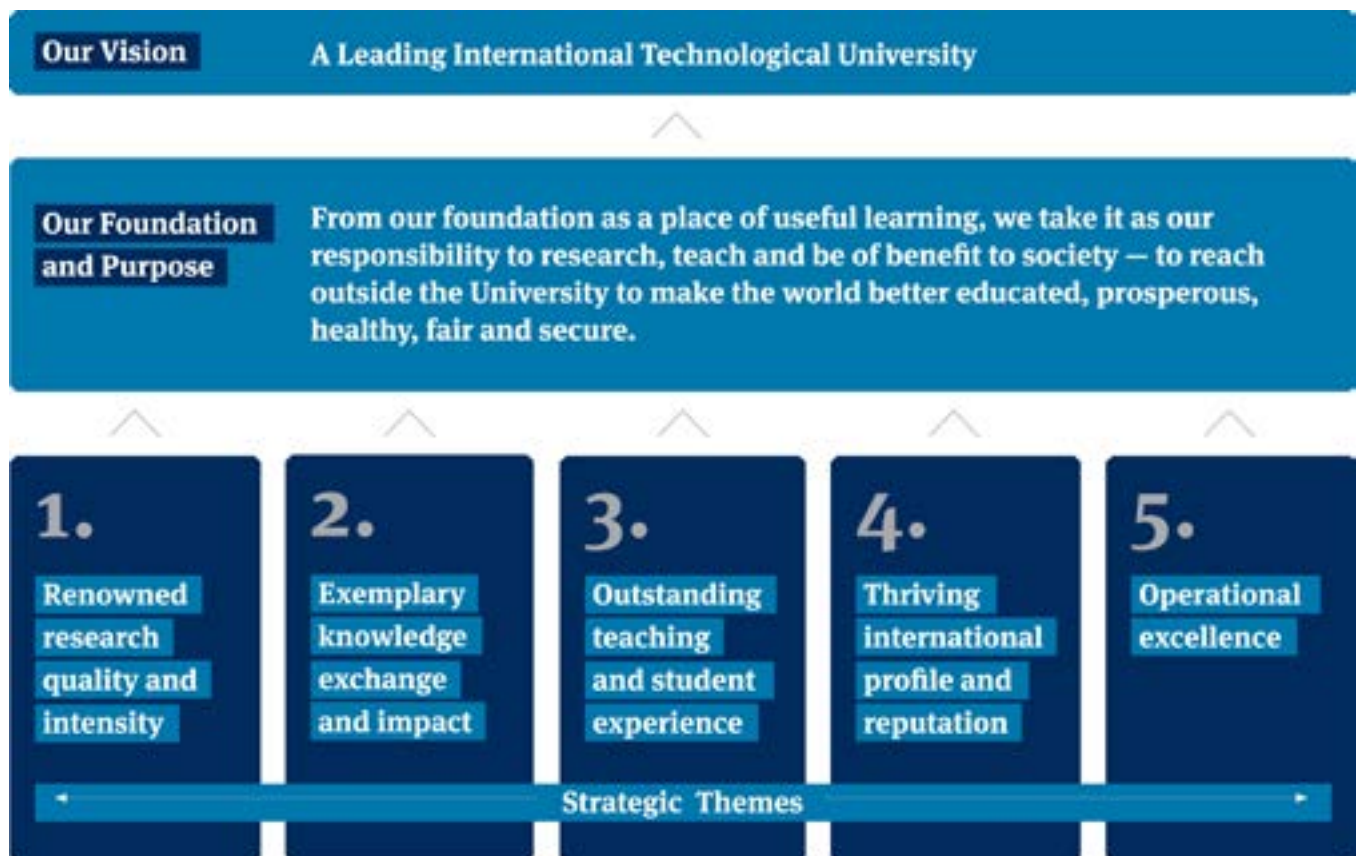 Our Vision
A Leading International Technological University
Our Foundation
and Purpose
From our foundation as a place of useful learning, we take it as our
responsibility to research, teach and be of benefit to society — to reach
outside the University to make the world better educated, prosperous,
healthy, fair and secure.
1.
Renowned
research
quality and
intensity
2.
Exemplary
knowledge
exchange
and impact
3.
Outstanding
teaching
and student
experience
4.
Thriving
international
profile and
reputation
5.
Operational
excellence
Strategic Themes